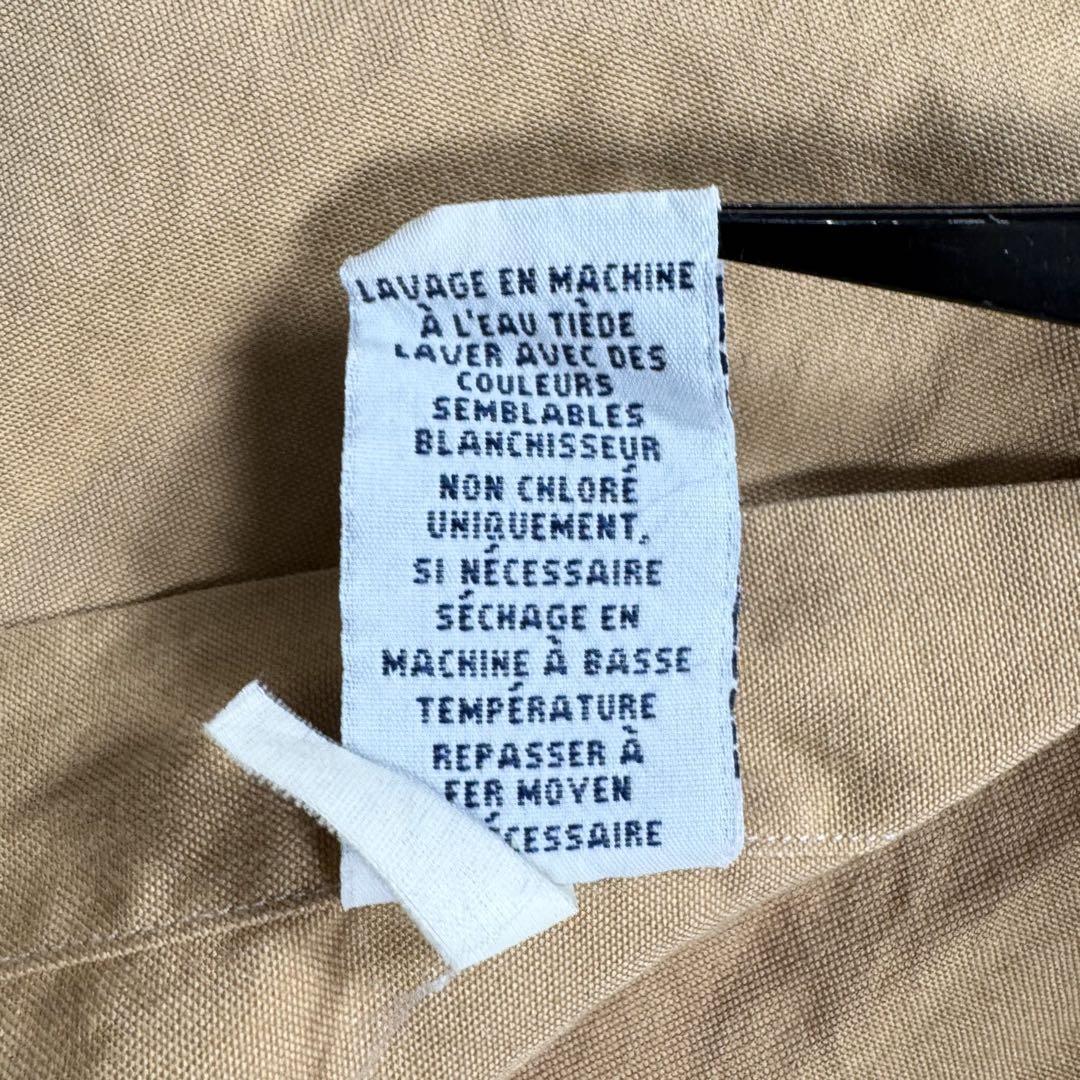 LAVAGE EN MACHINE
À L'EAU TIÈDE
LAVER AVEC DES
COULEURS
SEMBLABLES
BLANCHISSEUR
NON CHLORÉ
UNIQUEMENT,
SI NÉCESSAIRE
SÉCHAGE EN
MACHINE À BASSE
TEMPÉRATURE
REPASSER À
FER MOYEN
ÉCESSAIRE